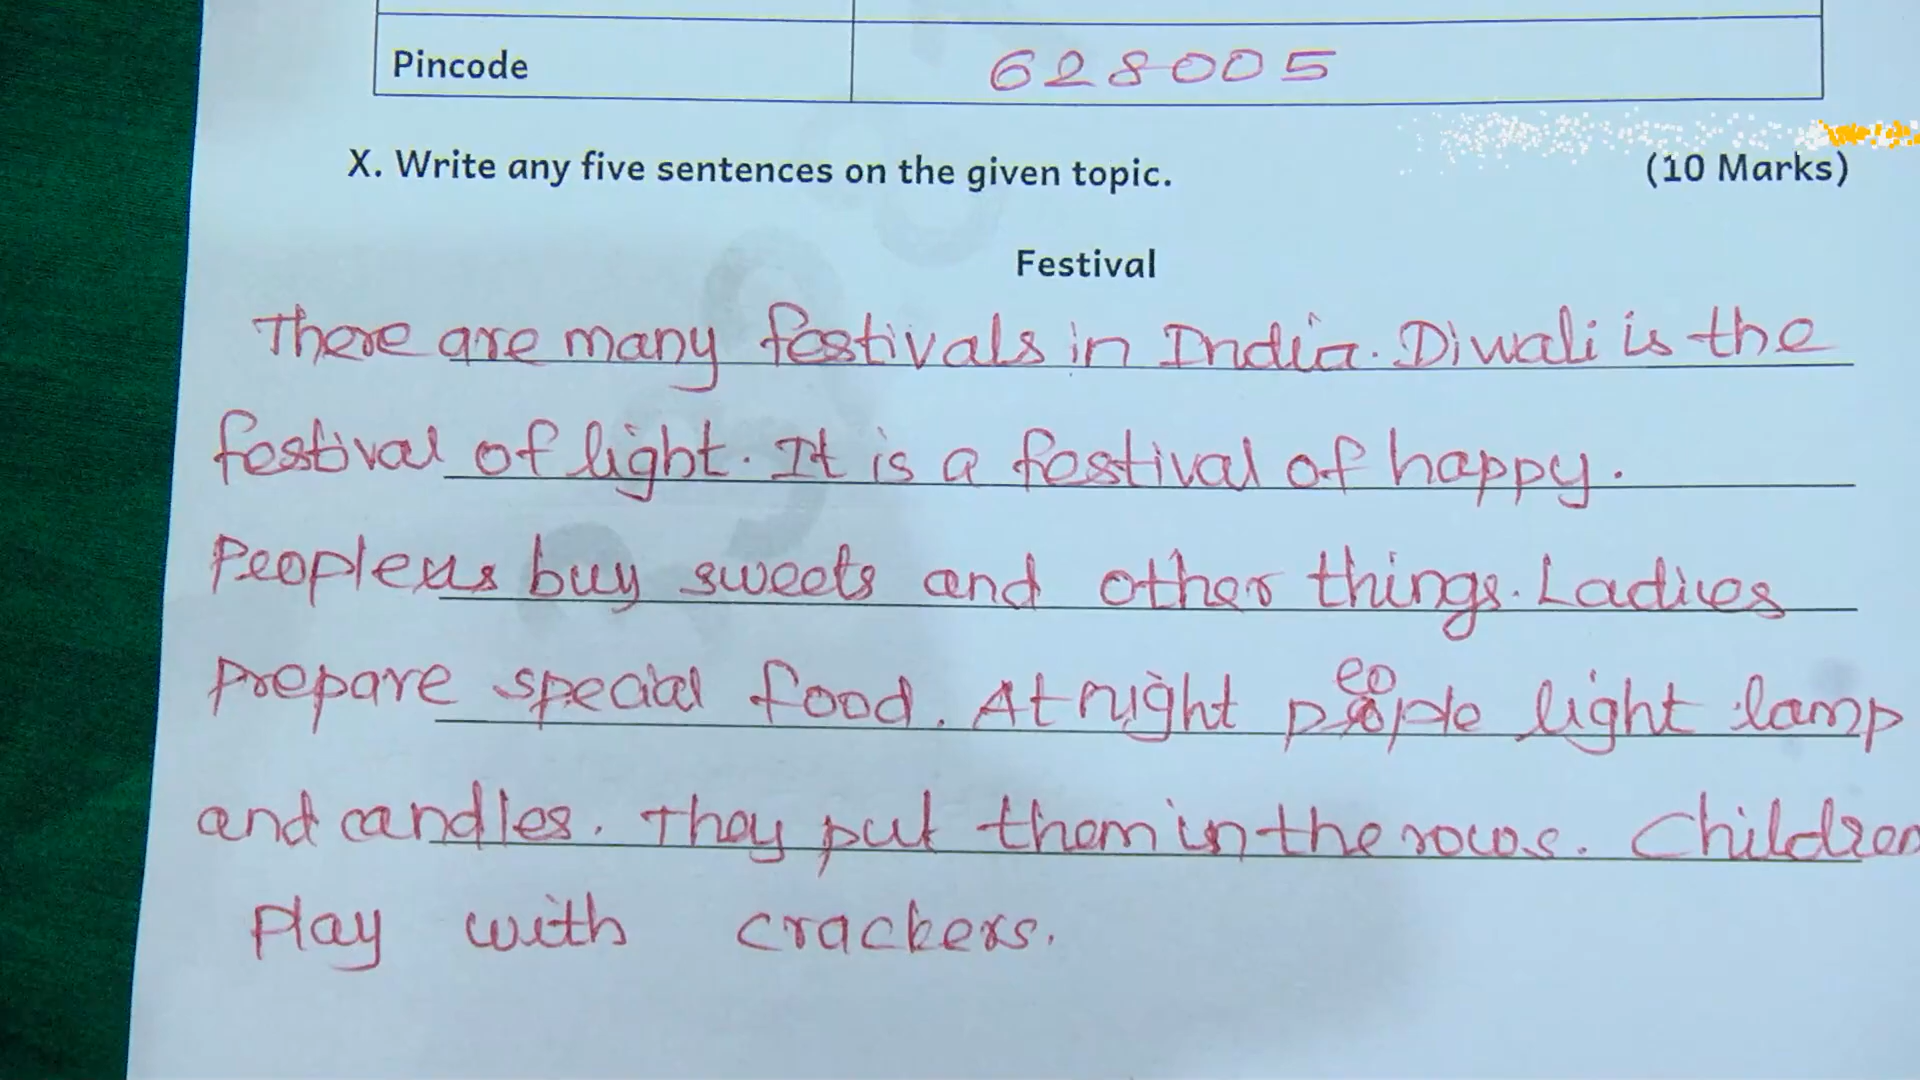 Pincode 628005
X. Write any five sentences on the given topic. (10 Marks)
Festival
There are many festivals in India. Diwali is the
festival of light. It is a festival of happy.
Peoplexus buy sweets and other things. Ladies
prepare special food. At night people light lamp
and candles. They put them in the rows. Children
Play with crackers.